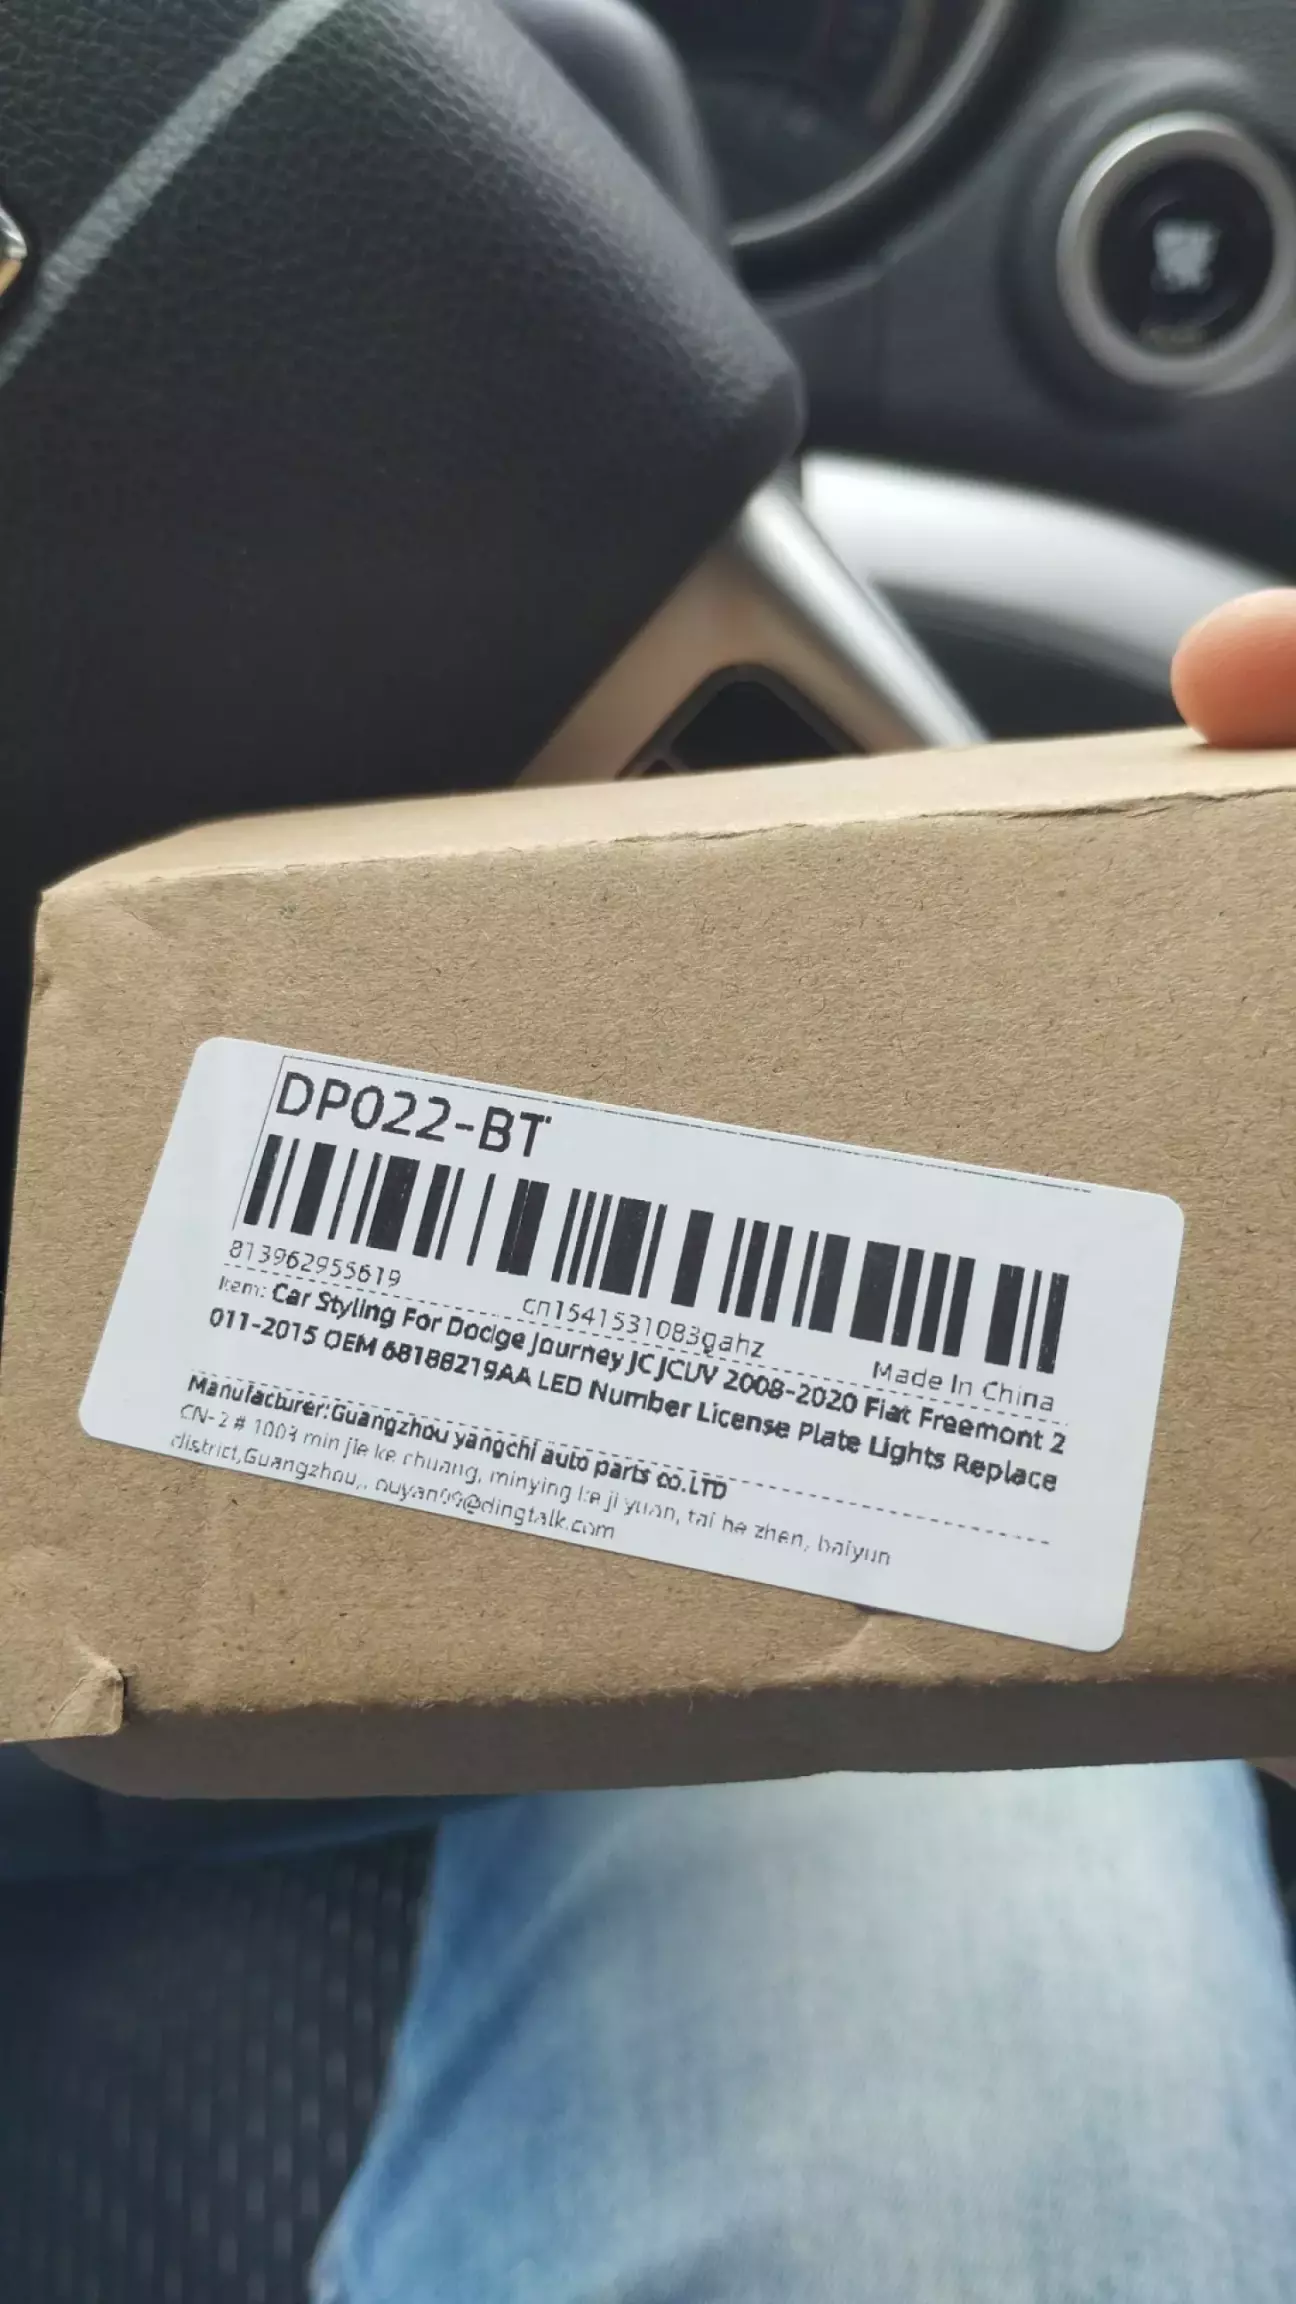 DP022-BT
813962955619
cn1541531083gahz
Made In China
Item: Car Styling For Dodge Journey JC JCUV 2008-2020 Fiat Freemont 2
011-2015 OEM 68188219AA LED Number License Plate Lights Replace
Manufacturer:Guangzhou yangchi auto parts co.LTD
CN-2 # 1003 min jie ke chuang, minying ke ji yuan, tai he zhen, baiyun
district,Guangzhou,, ouyan99@dingtalk.com